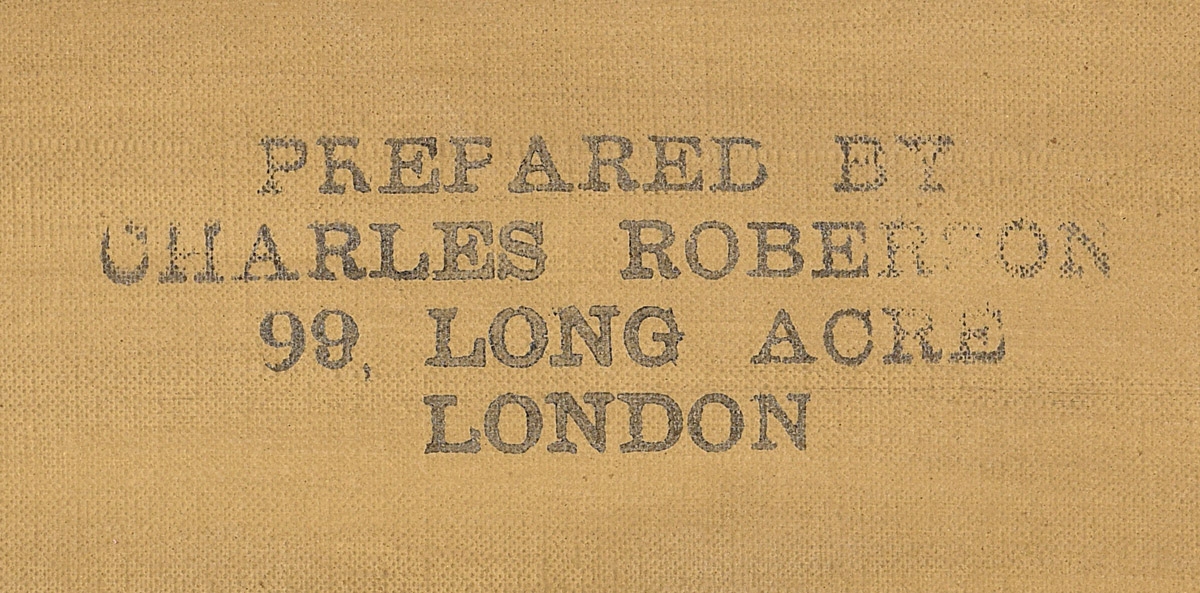 PREPARED BY
CHARLES ROBERSON
99, LONG ACRE
LONDON